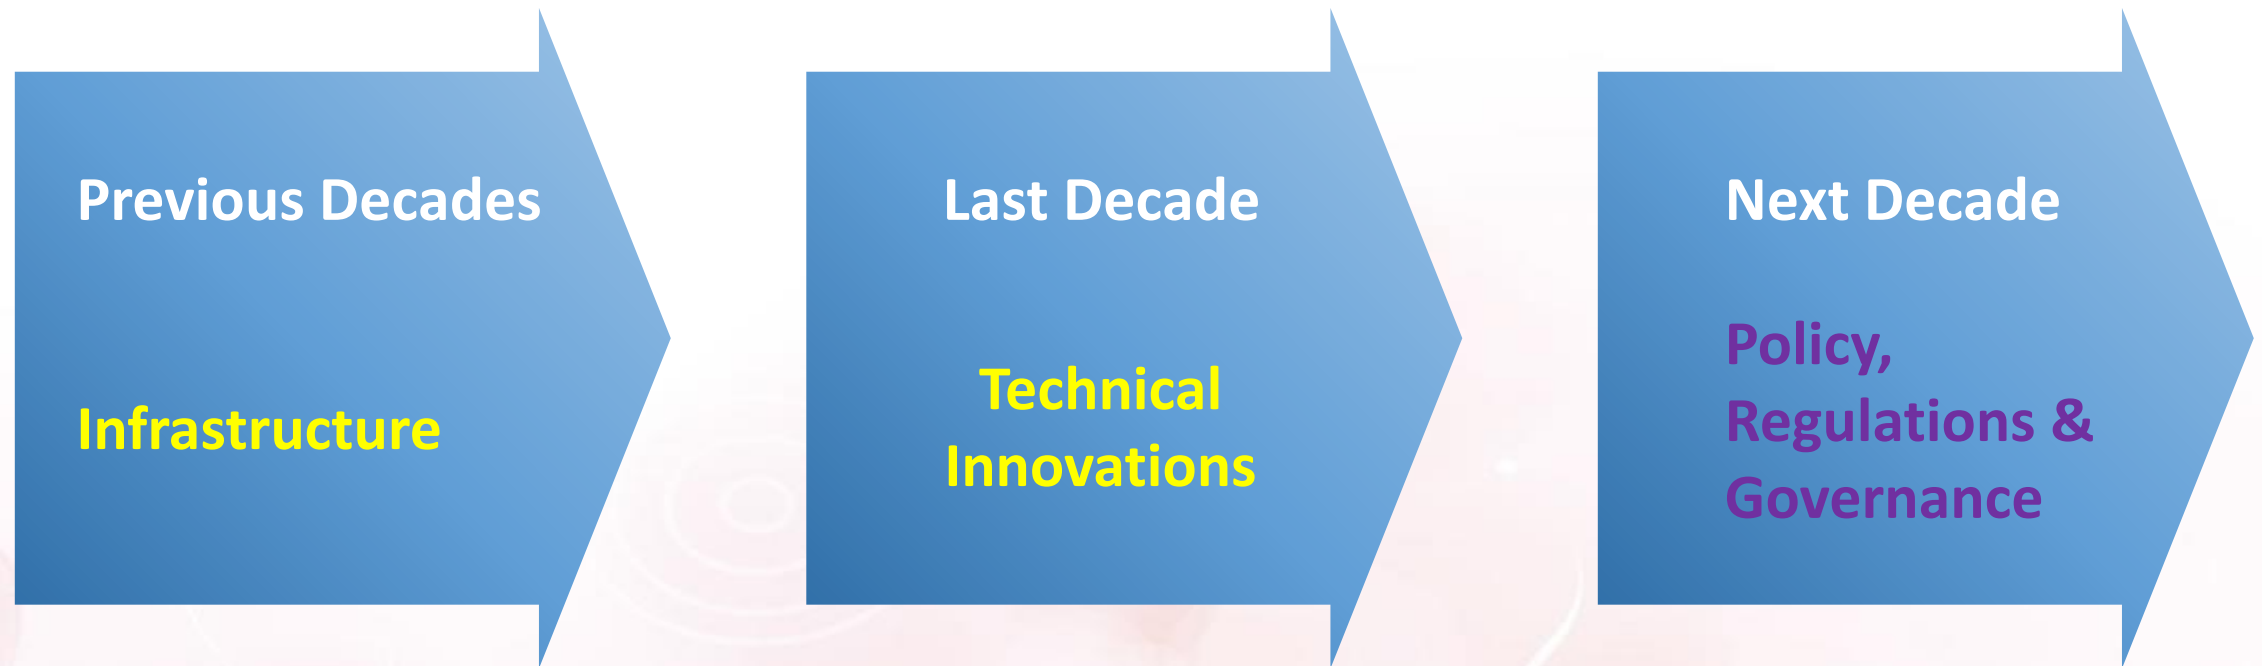 Previous Decades
Infrastructure
Last Decade
Technical
Innovations
Next Decade
Policy,
Regulations &
Governance